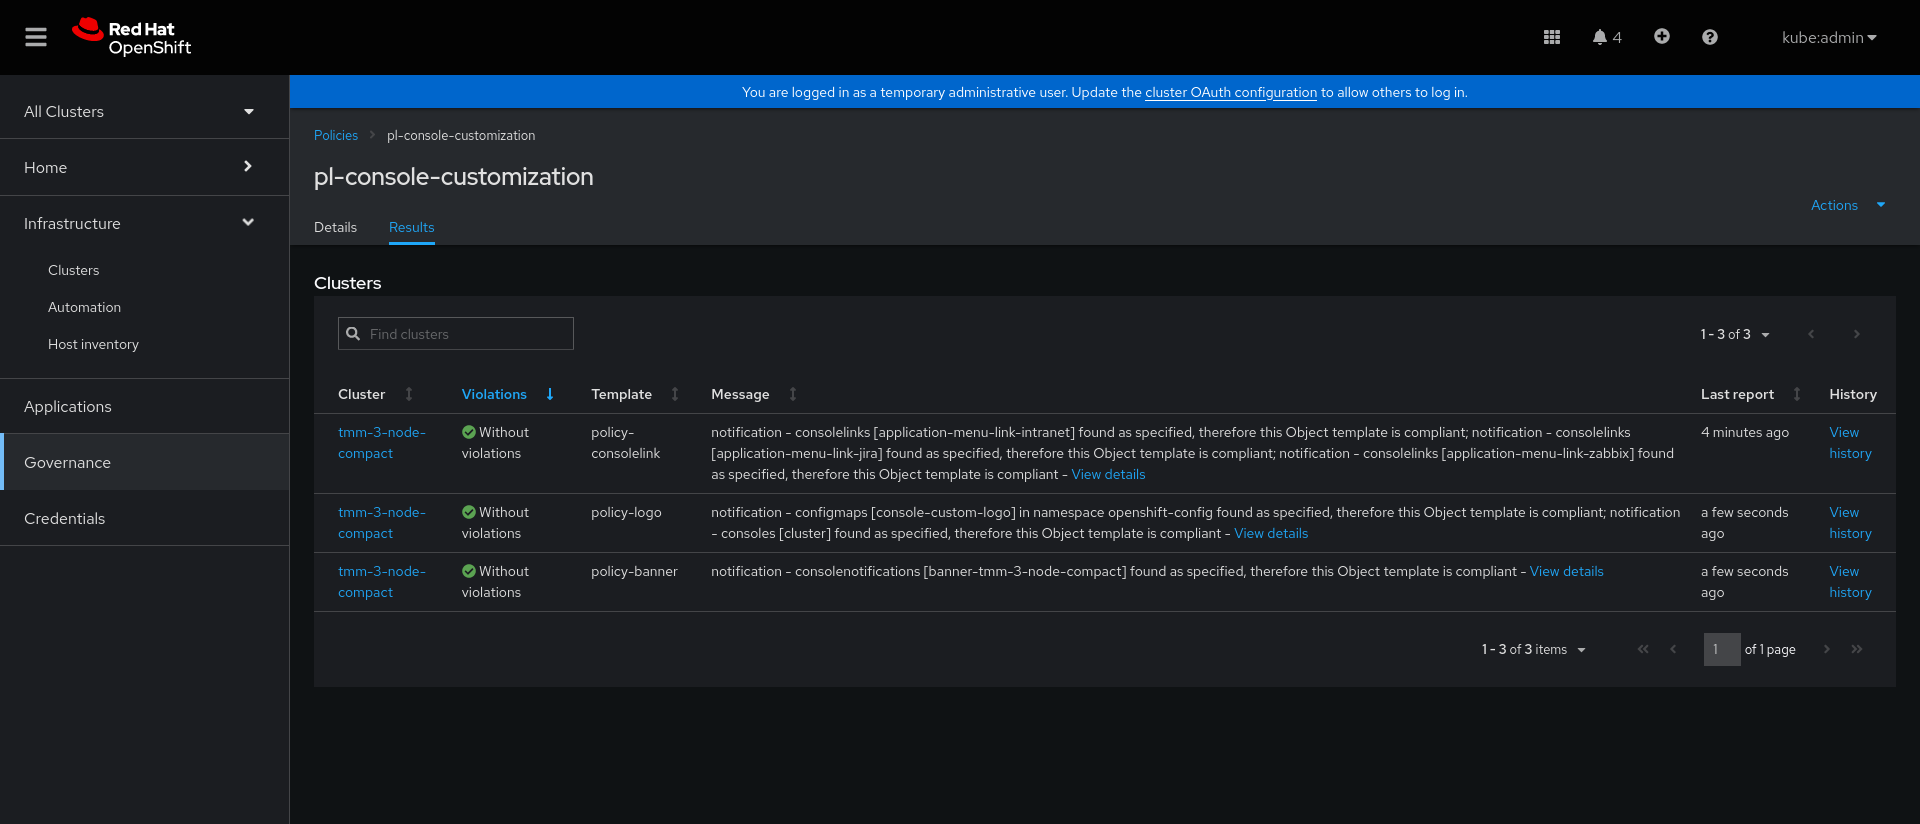 Red Hat
OpenShift
4
kube:admin
You are logged in as a temporary administrative user. Update the cluster OAuth configuration to allow others to log in.
All Clusters
Home
Infrastructure
Clusters
Automation
Host inventory
Applications
Governance
Credentials
Policies pl-console-customization
pl-console-customization
Actions
Details Results
Clusters
Find clusters
1 - 3 of 3
Cluster Violations Template Message Last report History
tmm-3-node-compact
Without violations
policy-consolelink
notification - consolelinks [application-menu-link-intranet] found as specified, therefore this Object template is compliant; notification - consolelinks
[application-menu-link-jira] found as specified, therefore this Object template is compliant; notification - consolelinks [application-menu-link-zabbix] found
as specified, therefore this Object template is compliant - View details
4 minutes ago
View history
tmm-3-node-compact
Without violations
policy-logo
notification - configmaps [console-custom-logo] in namespace openshift-config found as specified, therefore this Object template is compliant; notification
- consoles [cluster] found as specified, therefore this Object template is compliant - View details
a few seconds ago
View history
tmm-3-node-compact
Without violations
policy-banner
notification - consolenotifications [banner-tmm-3-node-compact] found as specified, therefore this Object template is compliant - View details
a few seconds ago
View history
1 - 3 of 3 items
1 of 1 page